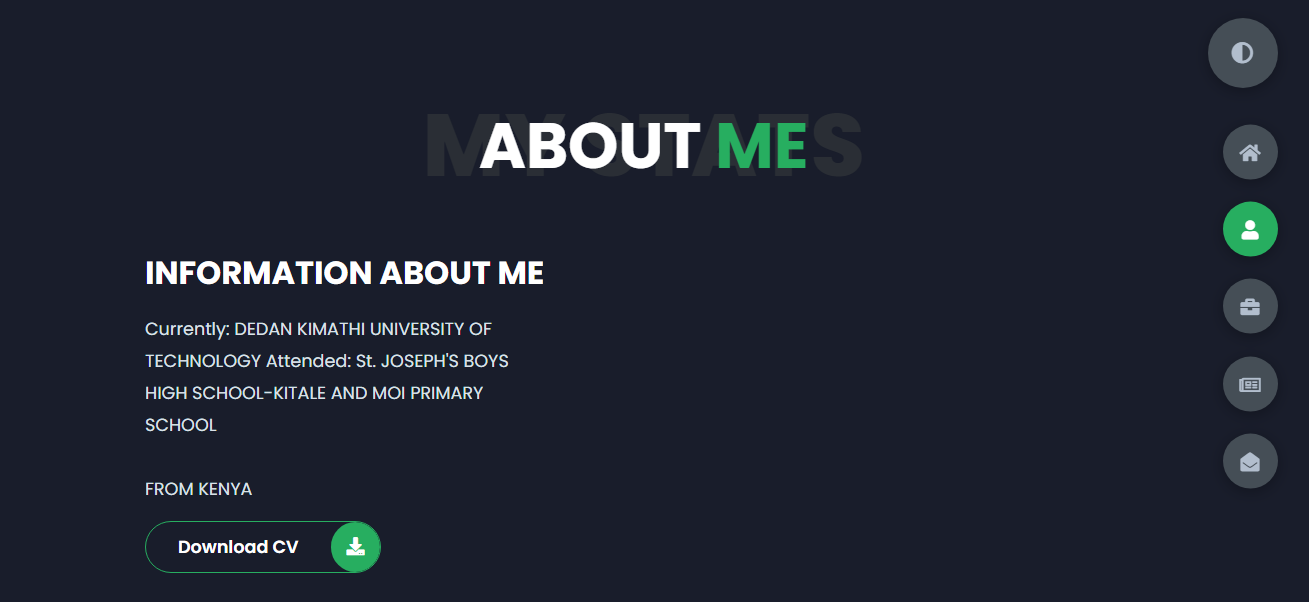 MY STATS
ABOUT ME
INFORMATION ABOUT ME
Currently: DEDAN KIMATHI UNIVERSITY OF
TECHNOLOGY Attended: St. JOSEPH'S BOYS
HIGH SCHOOL-KITALE AND MOI PRIMARY
SCHOOL
FROM KENYA
Download CV